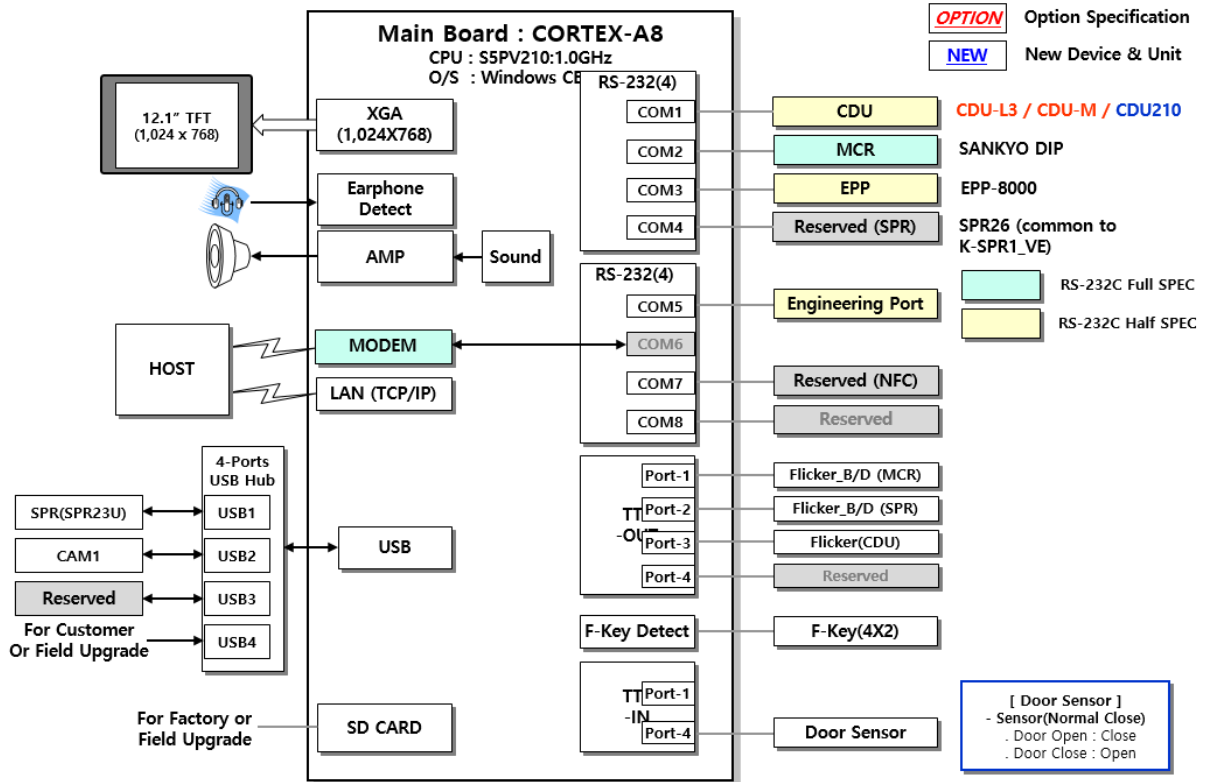 Main Board : CORTEX-A8
CPU : S5PV210:1.0GHz
O/S : Windows CE
OPTION
Option Specification
NEW
New Device & Unit
12.1” TFT
(1,024 x 768)
XGA
(1,024X768)
Earphone
Detect
AMP
Sound
HOST
MODEM
LAN (TCP/IP)
4-Ports
USB Hub
SPR(SPR23U)
USB1
CAM1
USB2
Reserved
USB3
For Customer
Or Field Upgrade
USB4
USB
For Factory or
Field Upgrade
SD CARD
RS-232(4)
COM1
CDU
CDU-L3 / CDU-M / CDU210
COM2
MCR
SANKYO DIP
COM3
EPP
EPP-8000
COM4
Reserved (SPR)
SPR26 (common to
K-SPR1_VE)
RS-232(4)
COM5
Engineering Port
COM6
COM7
Reserved (NFC)
COM8
Reserved
RS-232C Full SPEC
RS-232C Half SPEC
TT
-OUT
Port-1
Flicker_B/D (MCR)
Port-2
Flicker_B/D (SPR)
Port-3
Flicker(CDU)
Port-4
Reserved
F-Key Detect
F-Key(4X2)
TT
-IN
Port-1
Port-4
Door Sensor
[ Door Sensor ]
- Sensor(Normal Close)
. Door Open : Close
. Door Close : Open